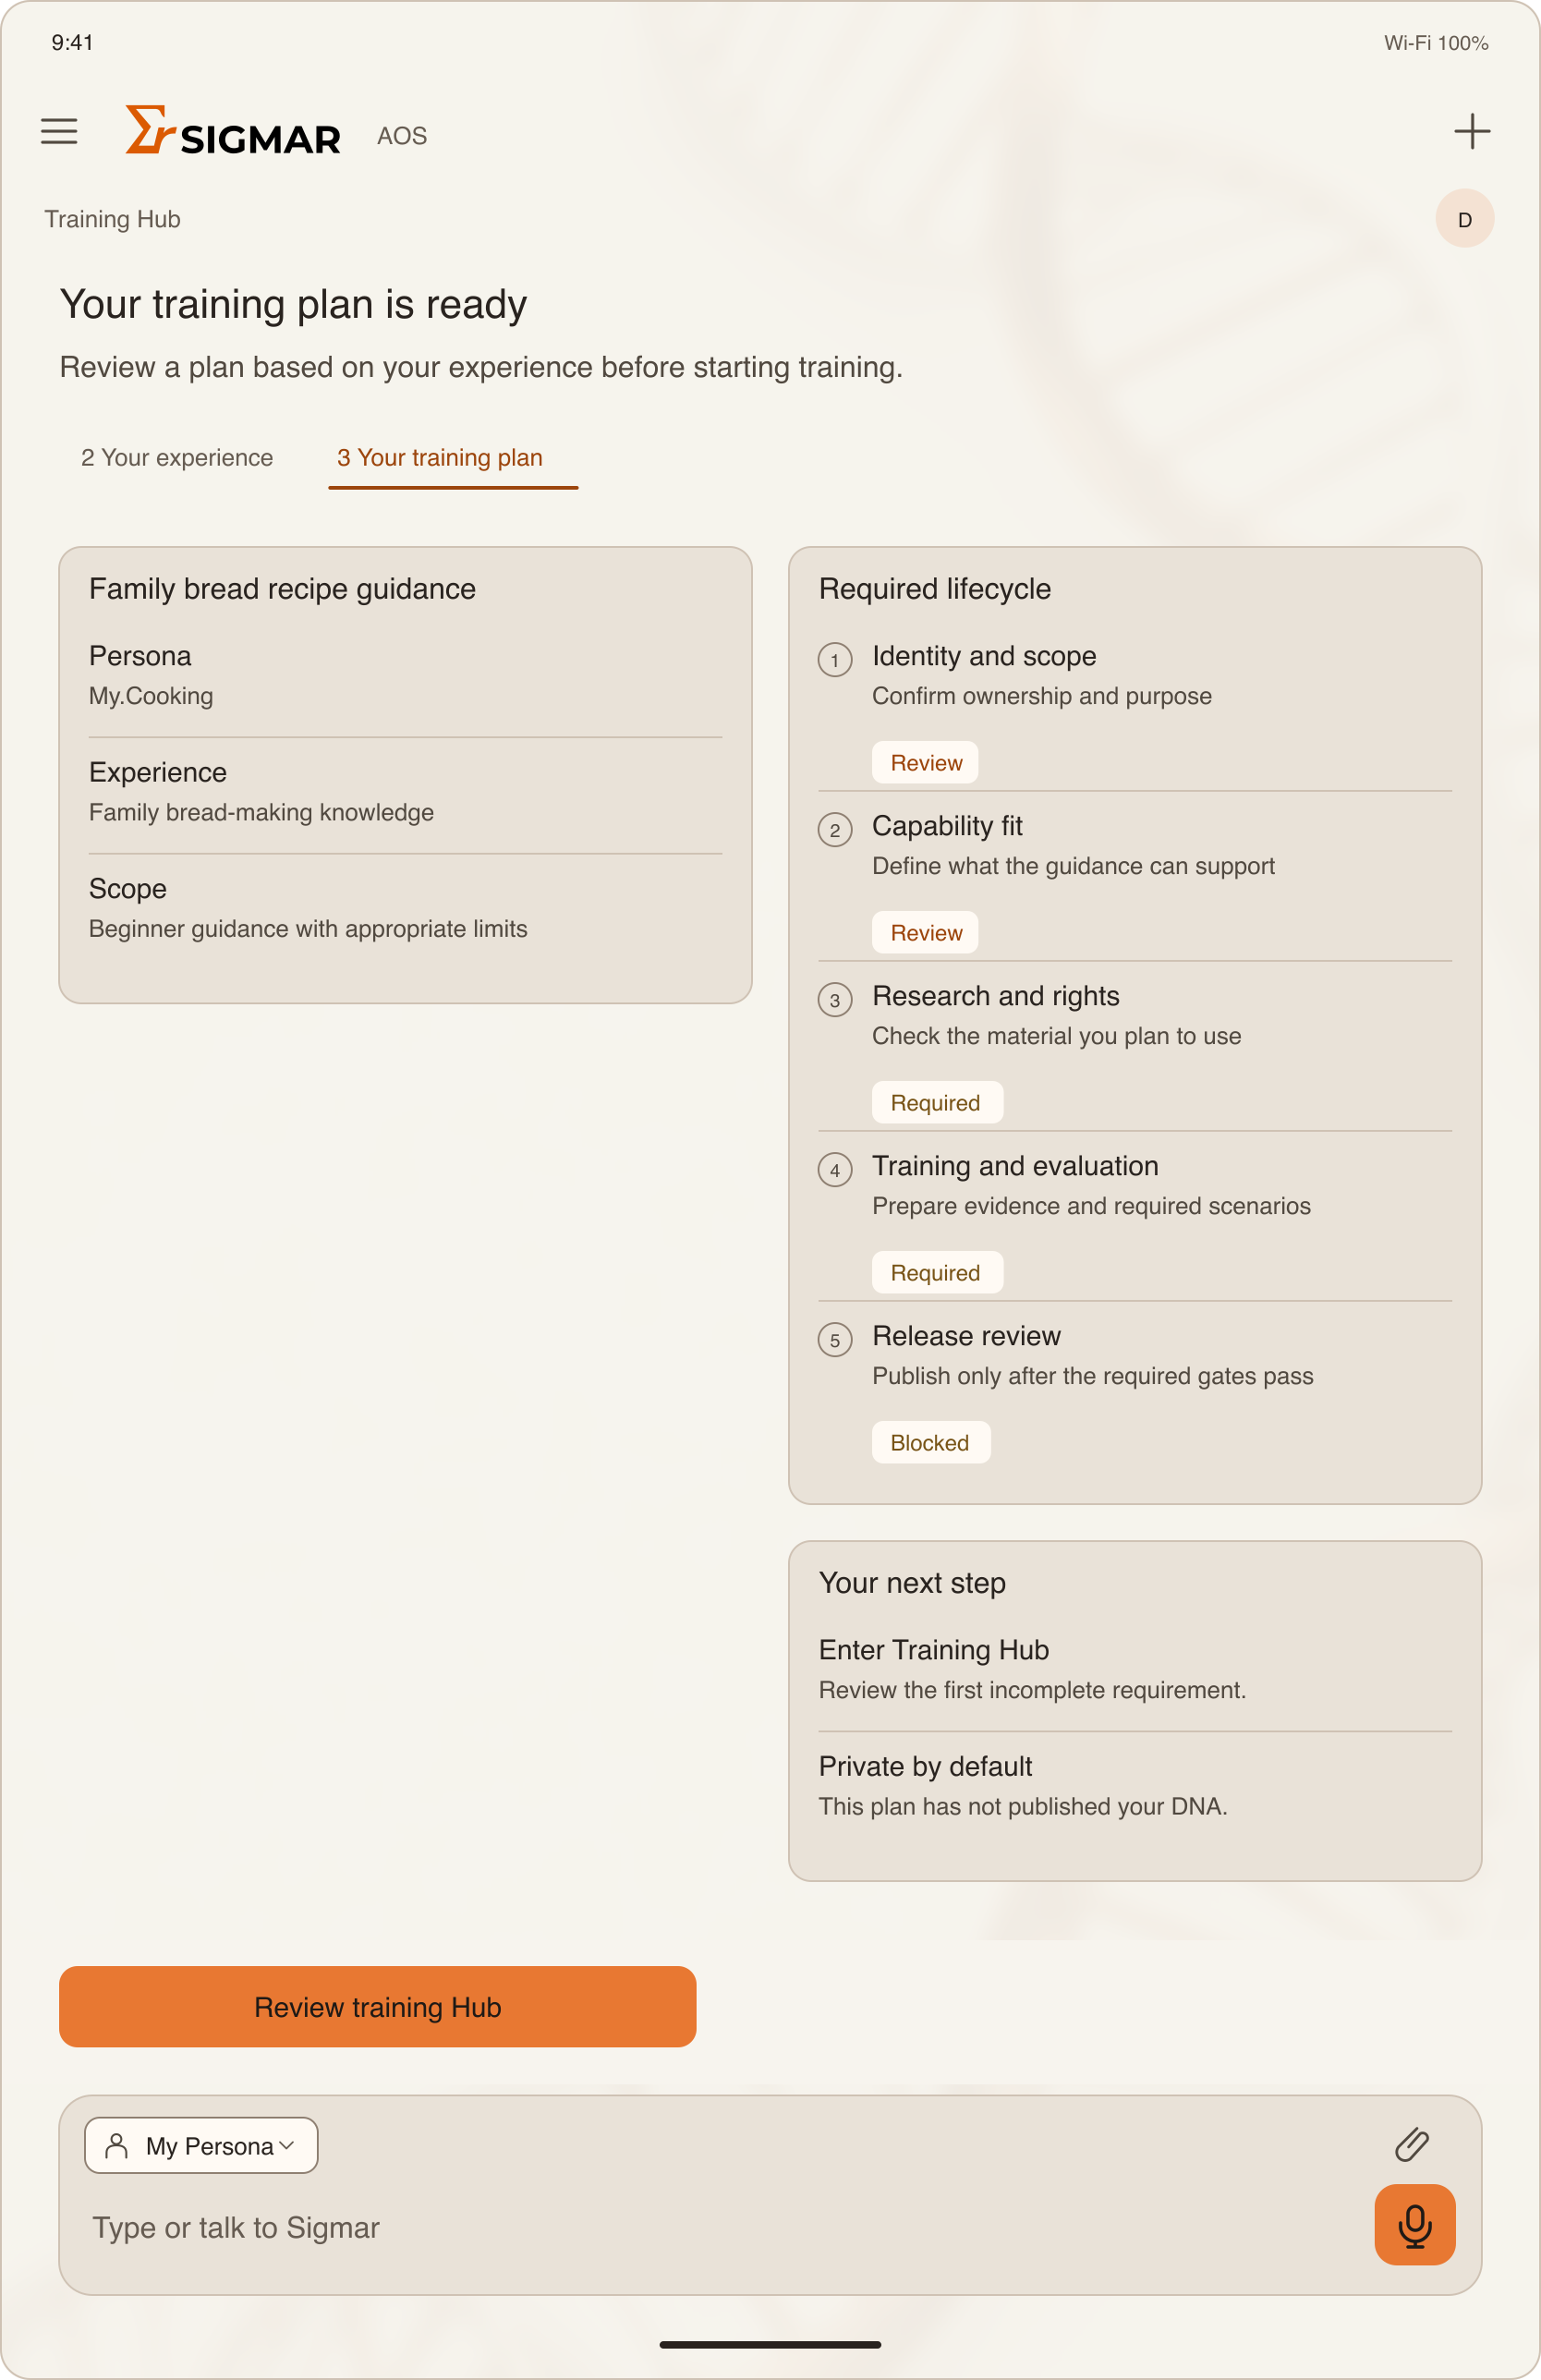 9:41
Wi-Fi 100%
SIGMAR AOS
Training Hub
D
Your training plan is ready
Review a plan based on your experience before starting training.
2 Your experience
3 Your training plan
Family bread recipe guidance
Persona
My.Cooking
Experience
Family bread-making knowledge
Scope
Beginner guidance with appropriate limits
Required lifecycle
1 Identity and scope
Confirm ownership and purpose
Review
2 Capability fit
Define what the guidance can support
Review
3 Research and rights
Check the material you plan to use
Required
4 Training and evaluation
Prepare evidence and required scenarios
Required
5 Release review
Publish only after the required gates pass
Blocked
Your next step
Enter Training Hub
Review the first incomplete requirement.
Private by default
This plan has not published your DNA.
Review training Hub
My Persona
Type or talk to Sigmar